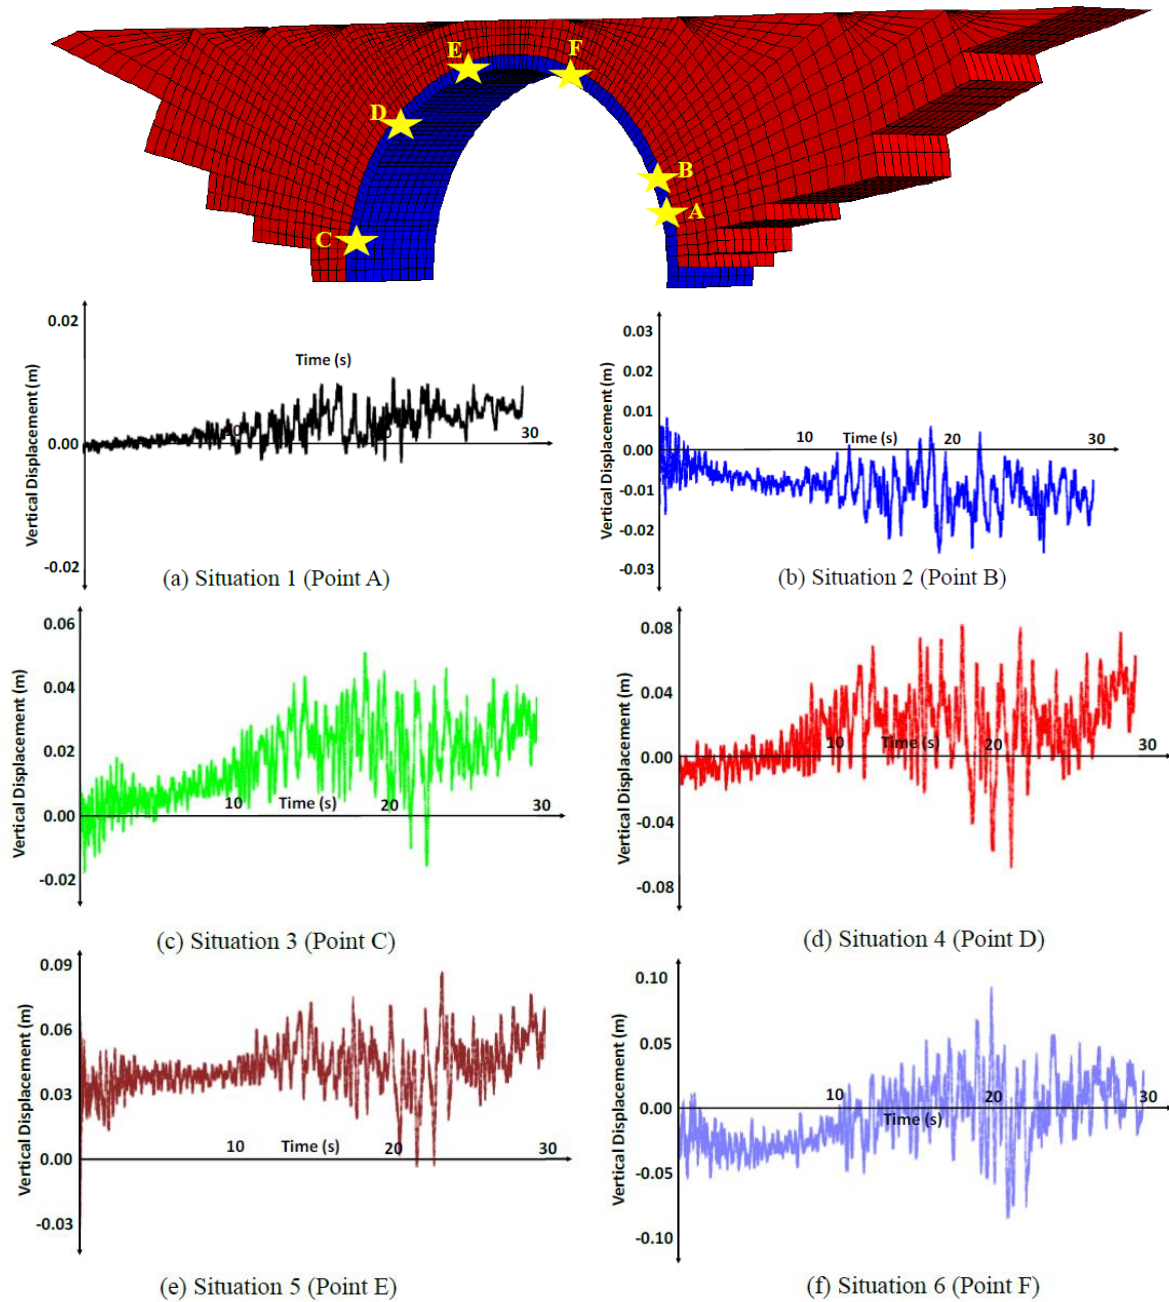 E
F
D
B
A
C
0.02
Time (s)
0.00
10
20
30
-0.02
Vertical Displacement (m)
(a) Situation 1 (Point A)
0.03
0.02
0.01
0.00
10
Time (s)
20
30
-0.01
-0.02
-0.03
Vertical Displacement (m)
(b) Situation 2 (Point B)
0.06
0.04
0.02
10
Time (s)
20
30
0.00
-0.02
Vertical Displacement (m)
(c) Situation 3 (Point C)
0.08
0.04
10
Time (s)
20
30
0.00
-0.04
-0.08
Vertical Displacement (m)
(d) Situation 4 (Point D)
0.09
0.06
0.03
10
Time (s)
20
30
0.00
-0.03
Vertical Displacement (m)
(e) Situation 5 (Point E)
0.10
0.05
10
20
30
0.00
Time (s)
-0.05
-0.10
Vertical Displacement (m)
(f) Situation 6 (Point F)